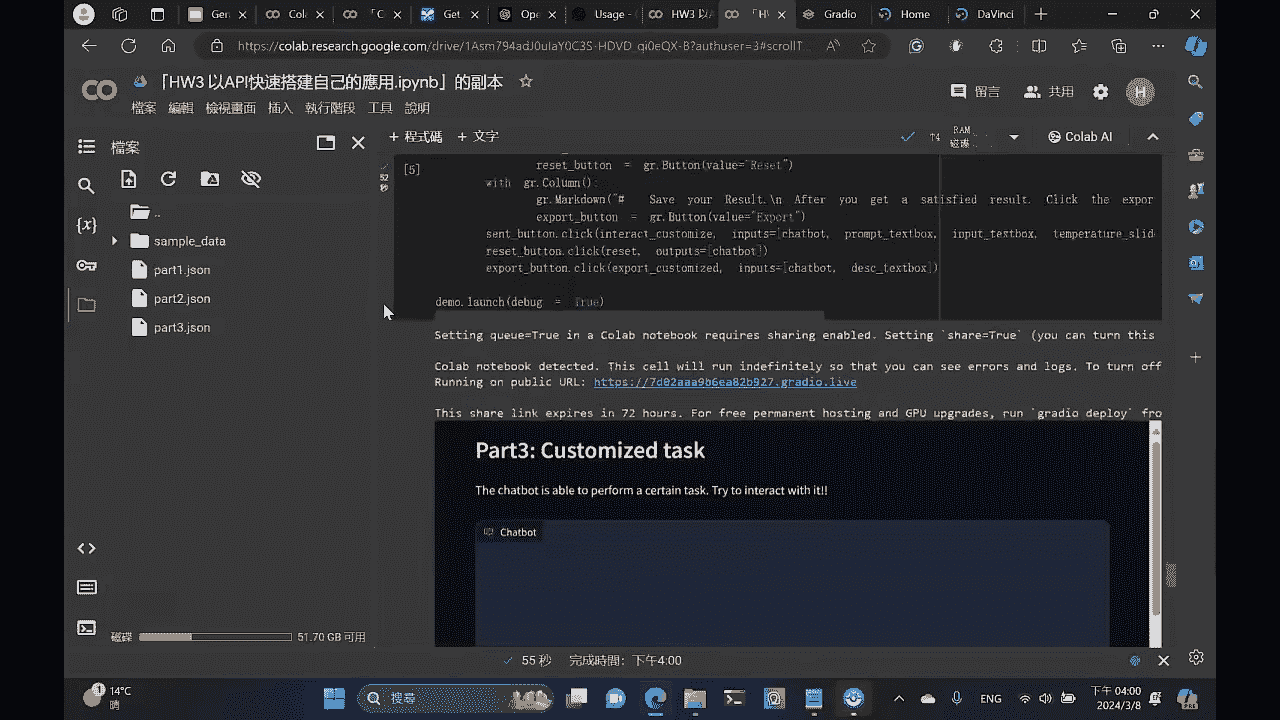 Ger
Col
「C
Get
Ope
Usage -
HW3 以
「HV
Gradio
Home
DaVinci
https://colab.research.google.com/drive/1Asm794adJ0uIaY0C3S-HDVD_qi0eQX-B?authuser=3#scrollT...
「HW3 以API快速搭建自己的應用.ipynb」的副本
留言
共用
H
檔案 編輯 檢視畫面 插入 執行階段 工具 說明
檔案
+ 程式碼 + 文字
T4
RAM
磁碟
Colab AI
..
sample_data
part1.json
part2.json
part3.json
[5]
52
秒
reset_button = gr.Button(value="Reset")
with gr.Column():
gr.Markdown("# Save your Result.\n After you get a satisfied result. Click the expor
export_button = gr.Button(value="Export")
sent_button.click(interact_customize, inputs=[chatbot, prompt_textbox, input_textbox, temperature_slid
reset_button.click(reset, outputs=[chatbot])
export_button.click(export_customized, inputs=[chatbot, desc_textbox])
demo.launch(debug = True)
Setting queue=True in a Colab notebook requires sharing enabled. Setting `share=True` (you can turn this
Colab notebook detected. This cell will run indefinitely so that you can see errors and logs. To turn off
Running on public URL: https://7d02aaa9b6ea82b927.gradio.live
This share link expires in 72 hours. For free permanent hosting and GPU upgrades, run `gradio deploy` fro
Part3: Customized task
The chatbot is able to perform a certain task. Try to interact with it!!
Chatbot
磁碟
51.70 GB 可用
55 秒 完成時間：下午4:00
1
14°C
搜尋
ENG
下午 04:00
2024/3/8